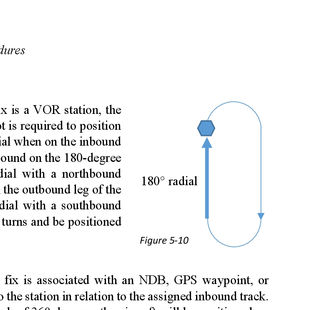 dures
x is a VOR station, the
t is required to position
ial when on the inbound
ound on the 180-degree
dial with a northbound
the outbound leg of the
dial with a southbound
turns and be positioned
180° radial
Figure 5-10
fix is associated with an NDB, GPS waypoint, or
o the station in relation to the assigned inbound track.